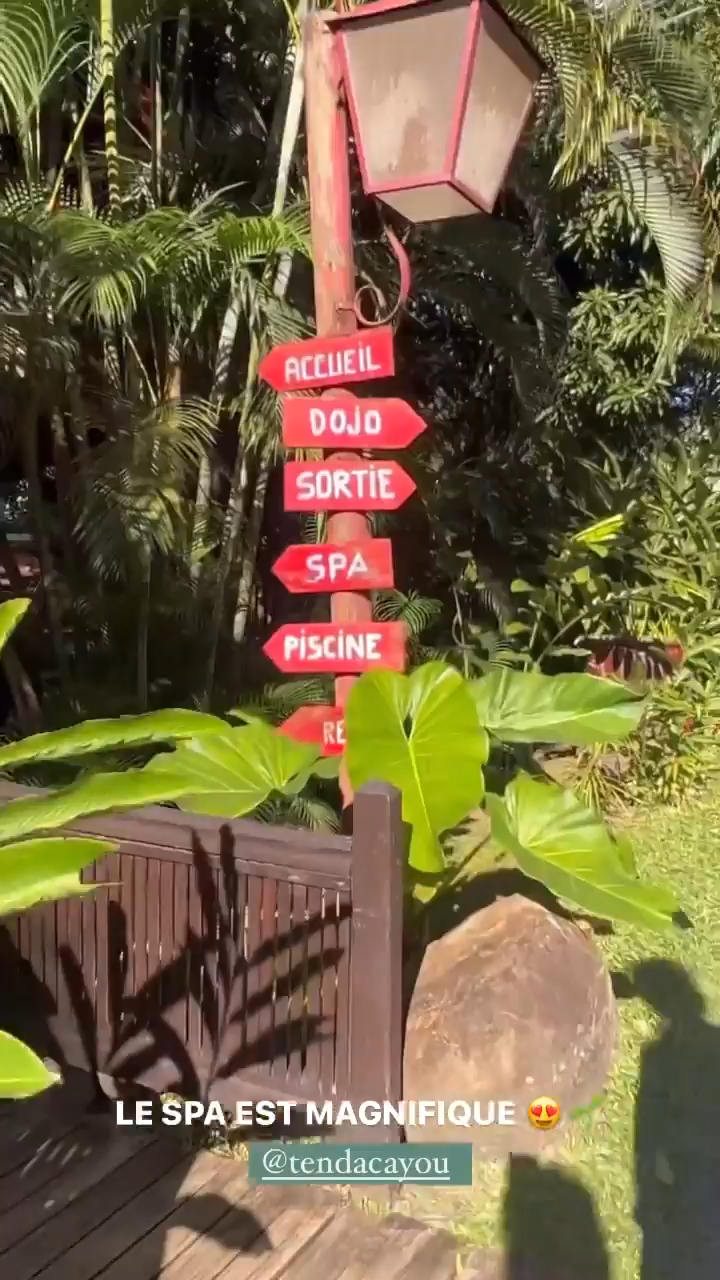 ACCUEiL
DOJO
SORTiE
SPA
PiSCiNE
LE SPA EST MAGNIFIQUE 😍
@tendacayou